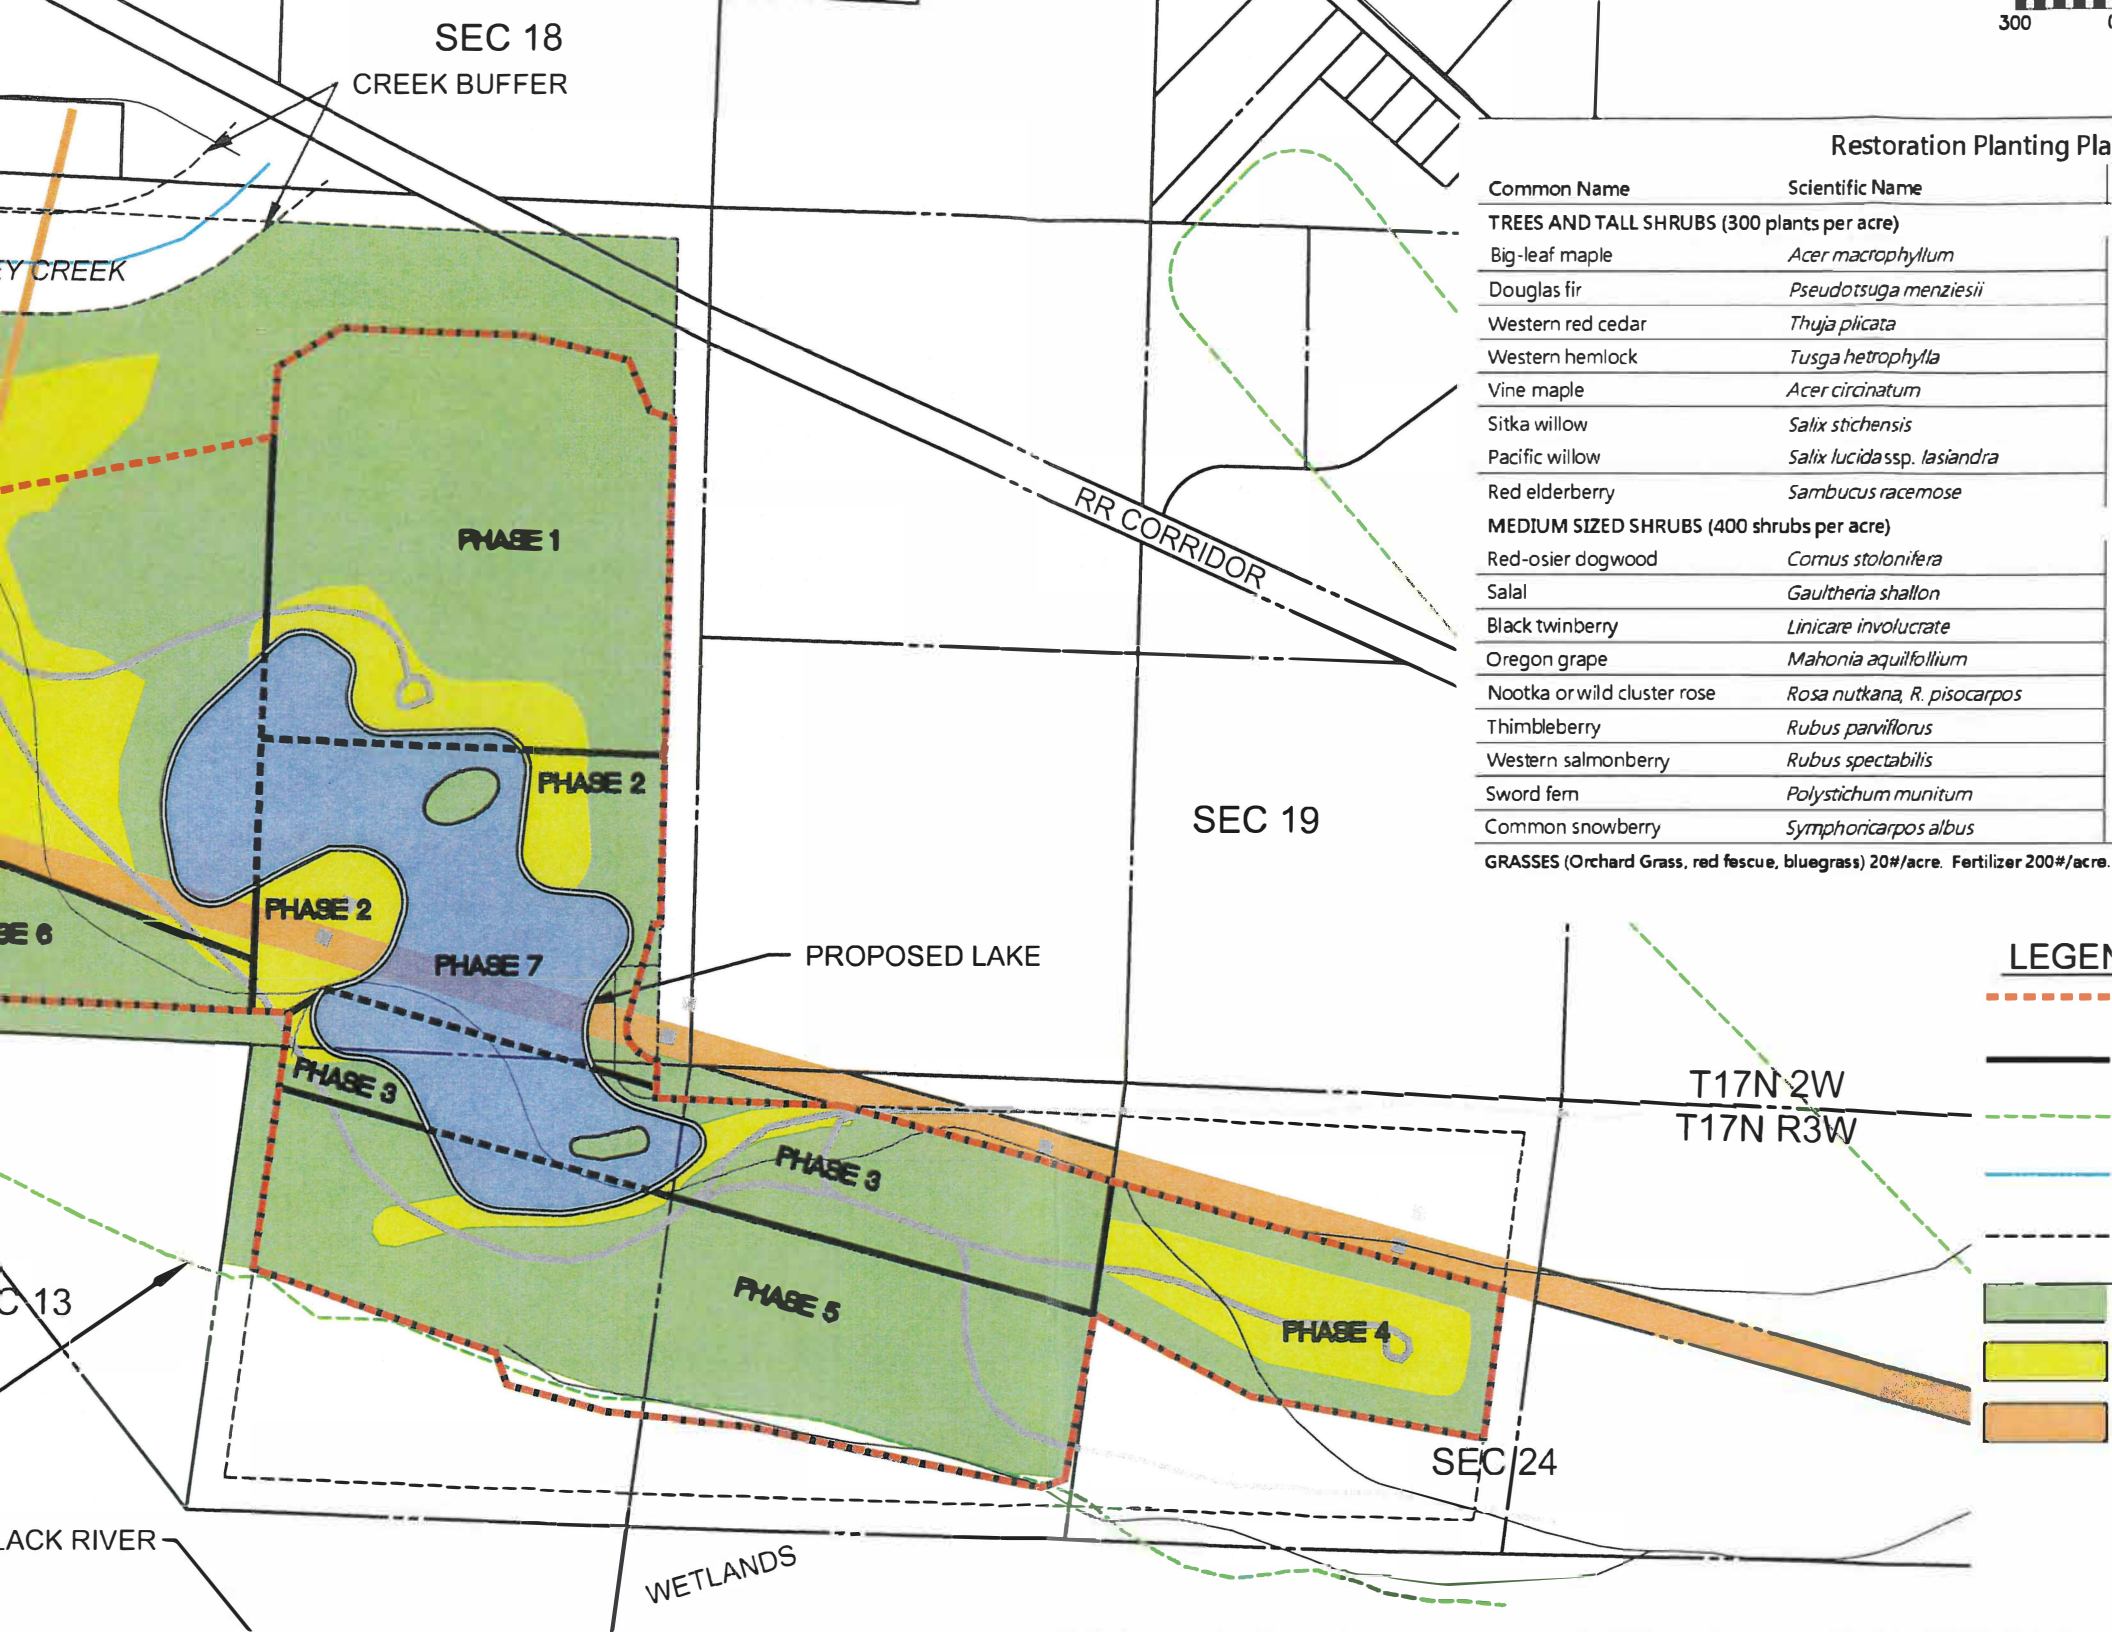 300
SEC 18
CREEK BUFFER
Restoration Planting Pla
Common Name Scientific Name
TREES AND TALL SHRUBS (300 plants per acre)
Big-leaf maple Acer macrophyllum
Douglas fir Pseudotsuga menziesii
Western red cedar Thuja plicata
Western hemlock Tusga hetrophylla
Vine maple Acer circinatum
Sitka willow Salix stichensis
Pacific willow Salix lucida ssp. lasiandra
Red elderberry Sambucus racemose
MEDIUM SIZED SHRUBS (400 shrubs per acre)
Red-osier dogwood Cornus stolonifera
Salal Gaultheria shallon
Black twinberry Linicare involucrate
Oregon grape Mahonia aquilfollium
Nootka or wild cluster rose Rosa nutkana, R. pisocarpos
Thimbleberry Rubus parviflorus
Western salmonberry Rubus spectabilis
Sword fern Polystichum munitum
Common snowberry Symphoricarpos albus
GRASSES (Orchard Grass, red fescue, bluegrass) 20#/acre. Fertilizer 200#/acre.
EY CREEK
PHASE 1
RR CORRIDOR
PHASE 2
SEC 19
PHASE 2
SE 6
PHASE 7
PROPOSED LAKE
LEGEN
PHASE 3
T17N 2W
T17N R3W
PHASE 3
PHASE 5
C 13
PHASE 4
SEC 24
LACK RIVER
WETLANDS